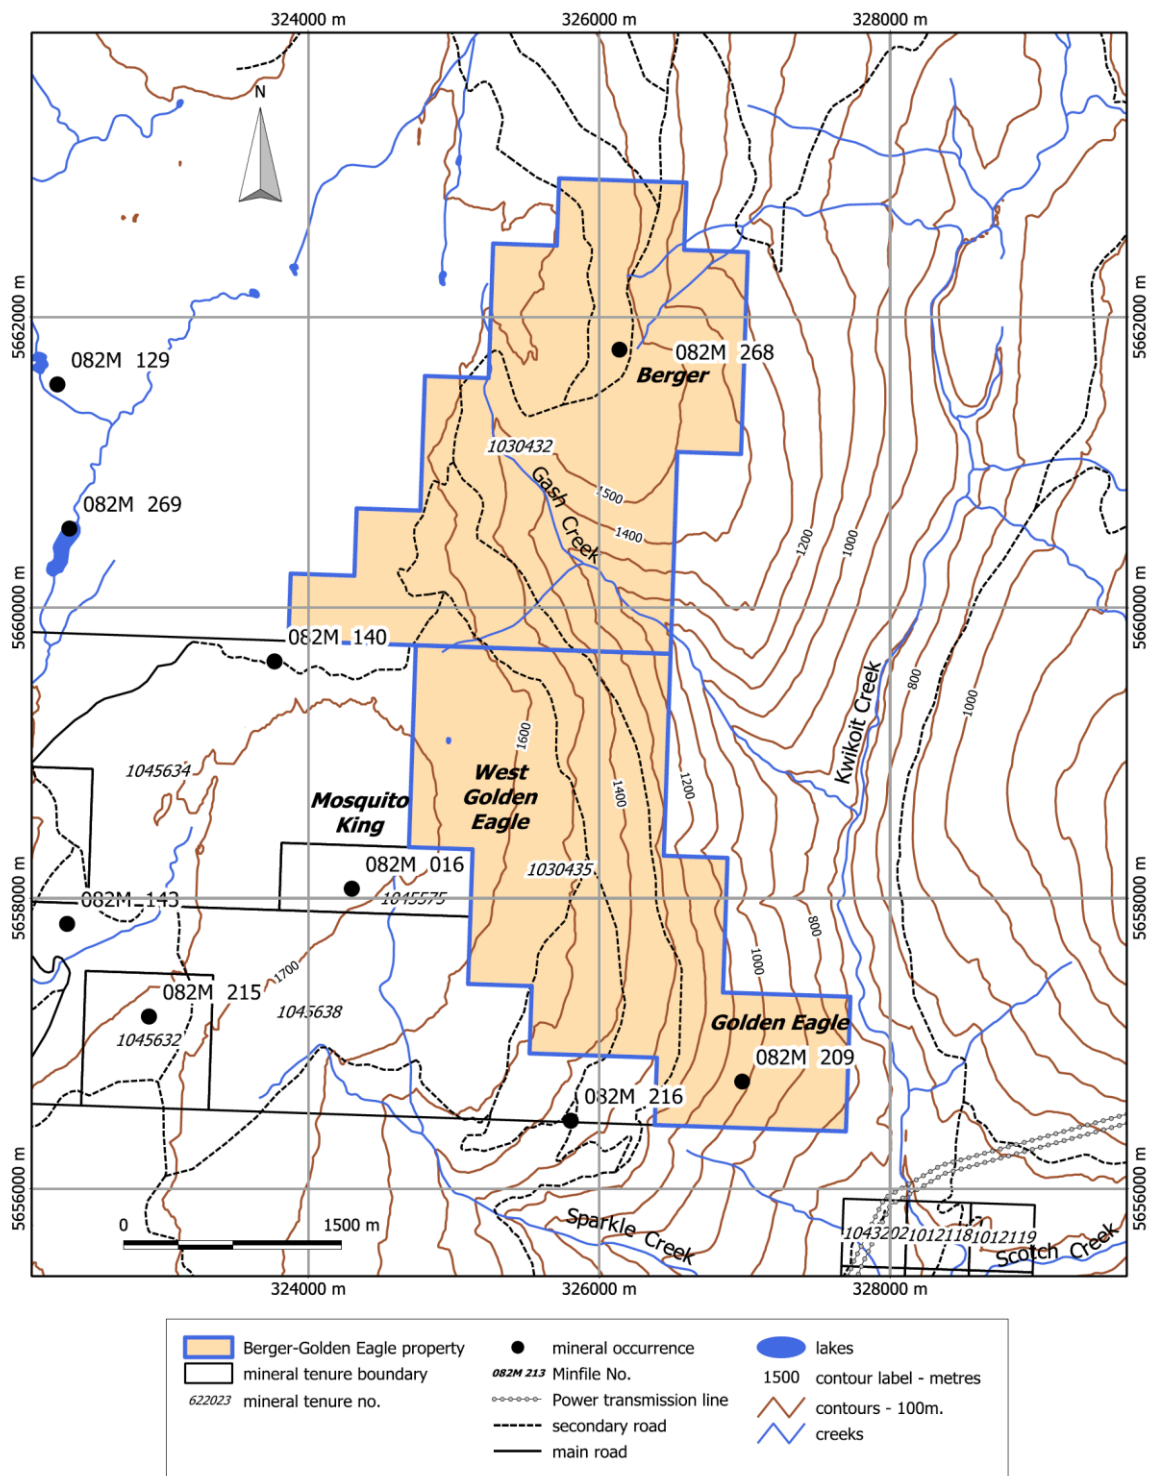 324000 m 326000 m 328000 m
N
5662000 m 5662000 m
082M 129
082M 268
Berger
1030432
082M 269
1500
Gash Creek
1400
1200
1000
5660000 m 5660000 m
082M 140
800
1000
Kwikoit Creek
1600
1045634
West
Golden
Eagle
1400
1200
Mosquito
King
082M 016
1045575
1030435
5658000 m 5658000 m
082M 143
800
1000
1700
082M 215
1045638
1045632
Golden Eagle
082M 209
082M 216
5656000 m 5656000 m
0 1500 m
Sparkle Creek
1043202 1012118 1012119
Scotch Creek
324000 m 326000 m 328000 m
Berger-Golden Eagle property
mineral tenure boundary
622023 mineral tenure no.
mineral occurrence
082M 213 Minfile No.
Power transmission line
secondary road
main road
lakes
1500 contour label - metres
contours - 100m.
creeks